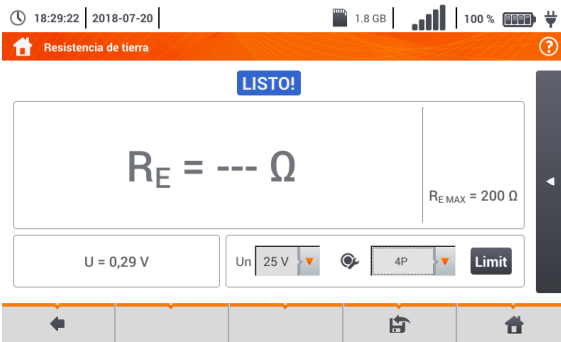 18:29:22 2018-07-20 1.8 GB 100 %
Resistencia de tierra ?
LISTO!
RE = --- Ω
RE MAX = 200 Ω
U = 0,29 V Un 25 V 4P Limit